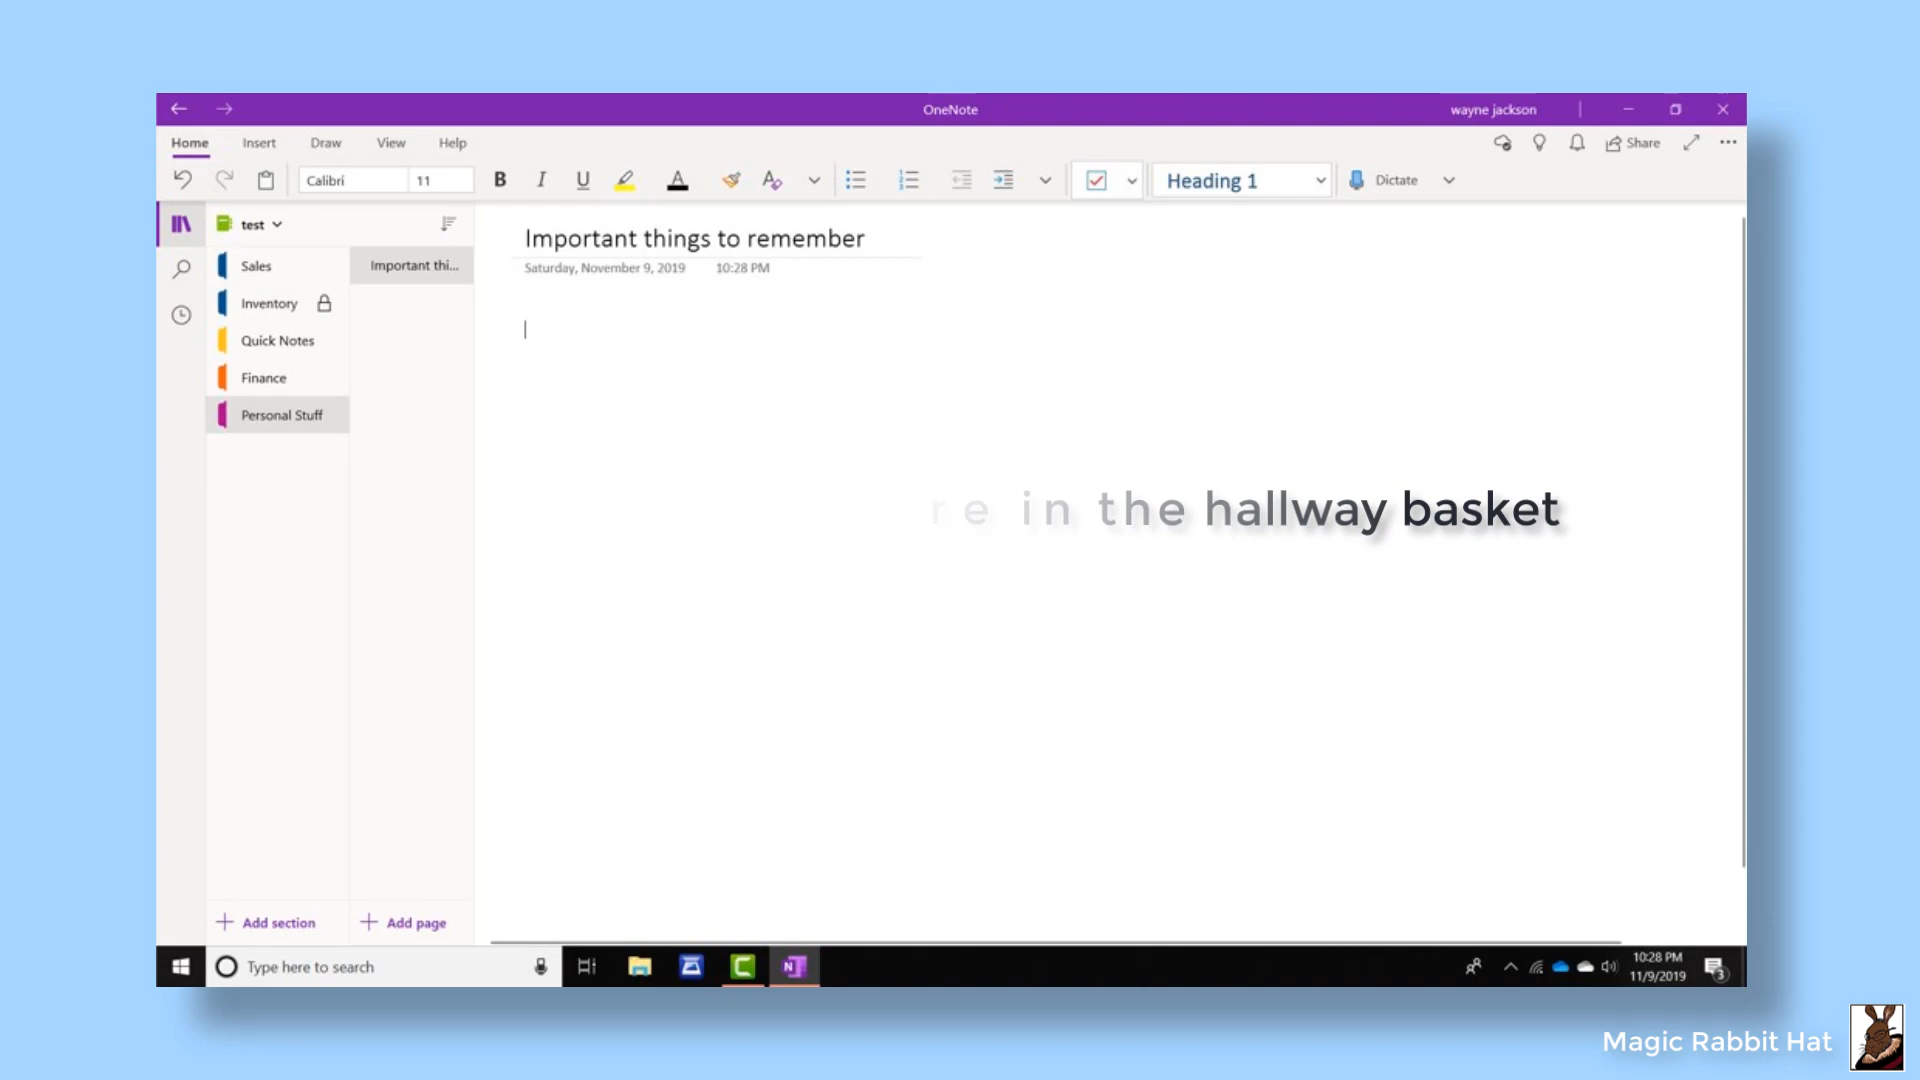 OneNote
wayne jackson
Home Insert Draw View Help
Share
Calibri 11 B I U A Heading 1 Dictate
test
Important things to remember
Saturday, November 9, 2019 10:28 PM
Sales
Inventory
Quick Notes
Finance
Personal Stuff
Important thi...
re in the hallway basket
Add section
Add page
Type here to search
10:28 PM
11/9/2019
3
Magic Rabbit Hat